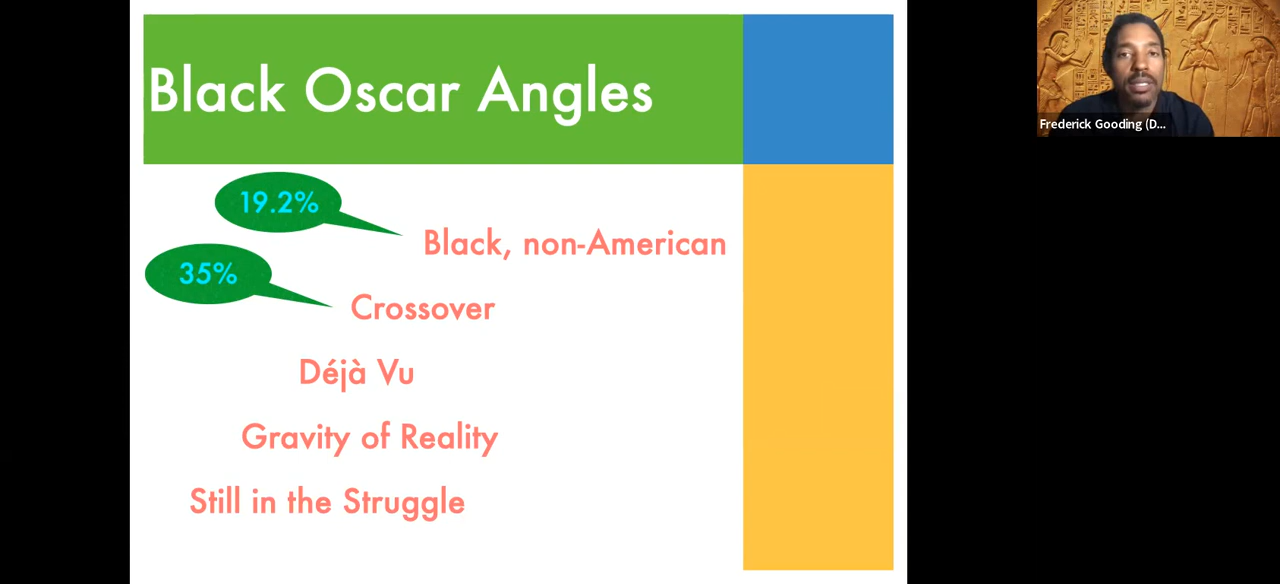 Black Oscar Angles
19.2%
Black, non-American
35%
Crossover
Déjà Vu
Gravity of Reality
Still in the Struggle
Frederick Gooding (D...